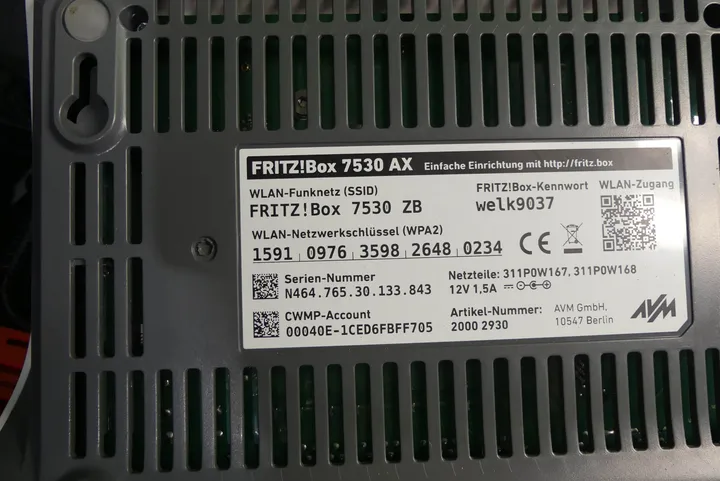 FRITZ!Box 7530 AX Einfache Einrichtung mit http://fritz.box
WLAN-Funknetz (SSID)
FRITZ!Box 7530 ZB
FRITZ!Box-Kennwort
welk9037
WLAN-Zugang
WLAN-Netzwerkschlüssel (WPA2)
1591 0976 3598 2648 0234
CE
Serien-Nummer
N464.765.30.133.843
Netzteile: 311P0W167, 311P0W168
12V 1,5A
CWMP-Account
00040E-1CED6FBFF705
Artikel-Nummer:
2000 2930
AVM GmbH,
10547 Berlin
AVM